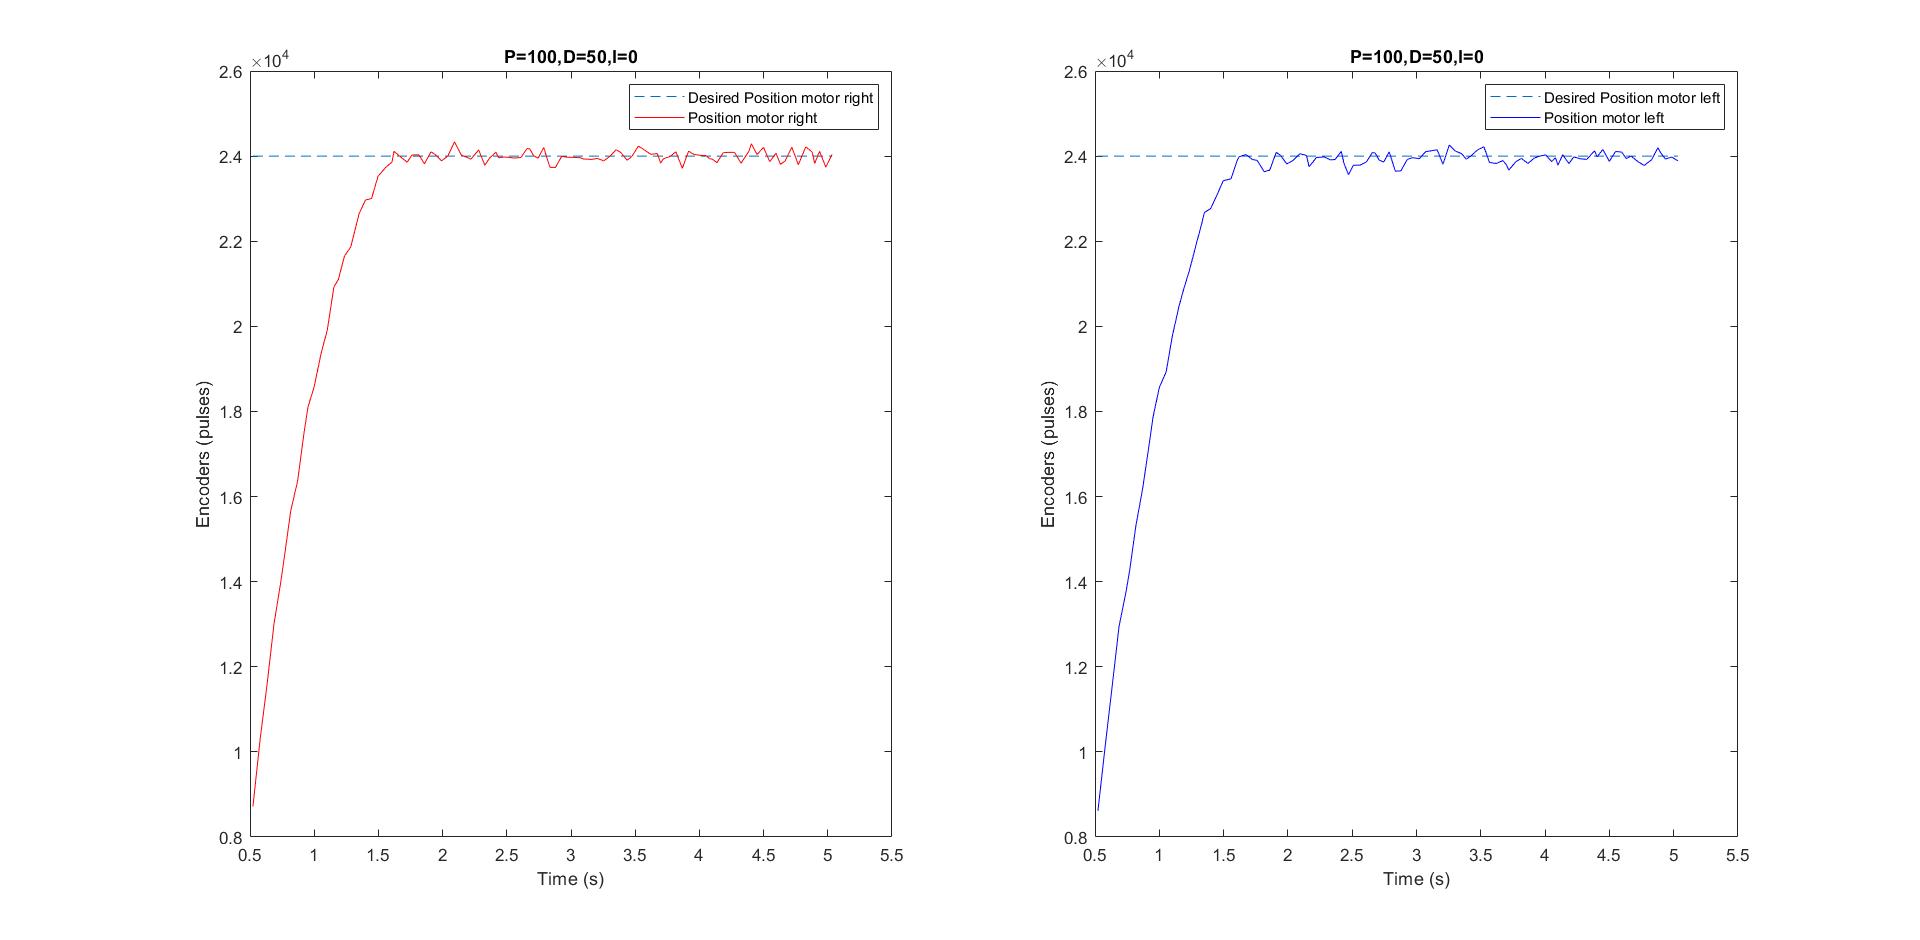 P=100,D=50,I=0
×10⁴
2.6
2.4
2.2
2
1.8
1.6
1.4
1.2
1
0.8
Encoders (pulses)
Desired Position motor right
Position motor right
0.5 1 1.5 2 2.5 3 3.5 4 4.5 5 5.5
Time (s)
P=100,D=50,I=0
×10⁴
2.6
2.4
2.2
2
1.8
1.6
1.4
1.2
1
0.8
Encoders (pulses)
Desired Position motor left
Position motor left
0.5 1 1.5 2 2.5 3 3.5 4 4.5 5 5.5
Time (s)